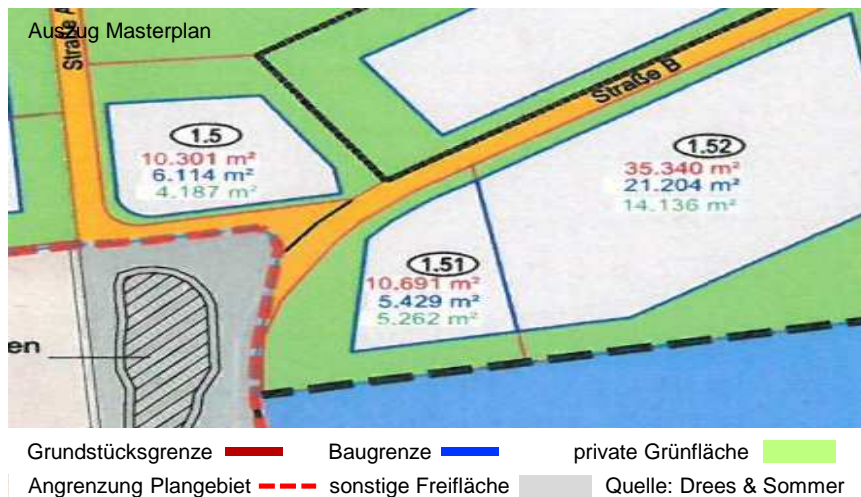 Auszug Masterplan
Straße A
Straße B
1.5
10.301 m²
6.114 m²
4.187 m²
1.52
35.340 m²
21.204 m²
14.136 m²
1.51
10.691 m²
5.429 m²
5.262 m²
en
Grundstücksgrenze Baugrenze private Grünfläche
Angrenzung Plangebiet sonstige Freifläche Quelle: Drees & Sommer